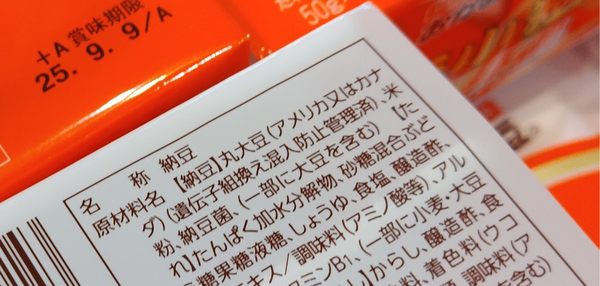 +A 賞味期限
25. 9. 9/A
50g
名 称 納豆
原材料名 【納豆】丸大豆(アメリカ又はカナ
ダ)(遺伝子組換え混入防止管理済)、米
粉、納豆菌、(一部に大豆を含む) 【た
れ】たんぱく加水分解物、砂糖混合ぶど
糖果糖液糖、しょうゆ、食塩、醸造酢、
エキス/調味料(アミノ酸等)、アル
ミンB1、(一部に小麦・大豆
からし、醸造酢、食
料、着色料(ウコ
調味料(ア